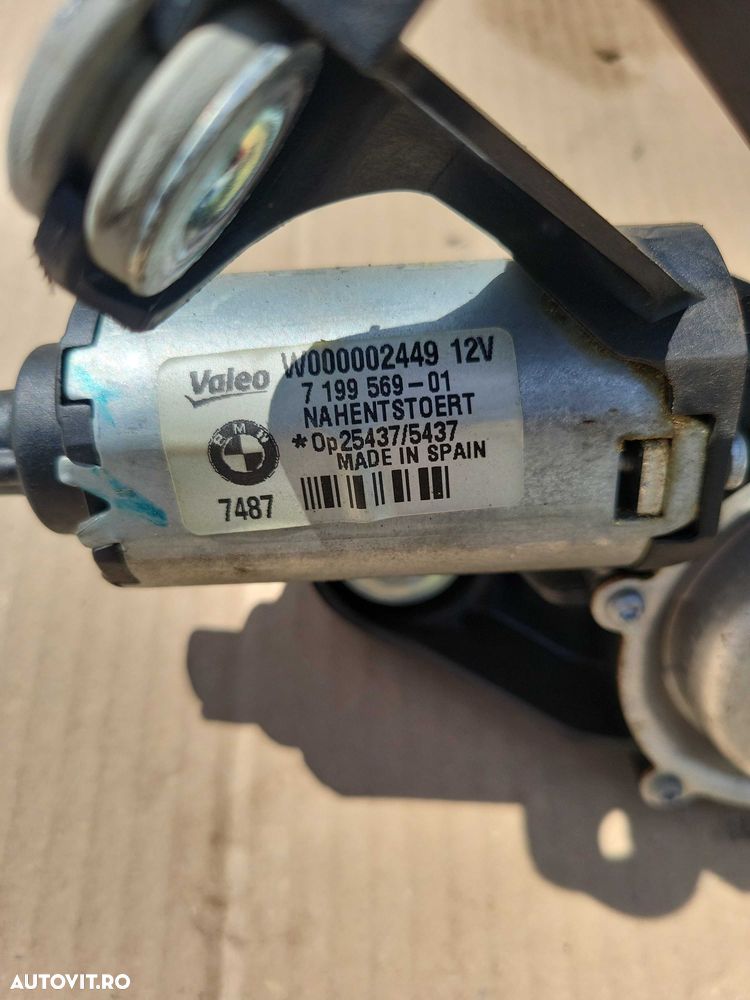 Valeo
W000002449 12V
7 199 569-01
NAHENTSTOERT
*Op25437/5437
MADE IN SPAIN
BMW
7487
AUTOVIT.RO